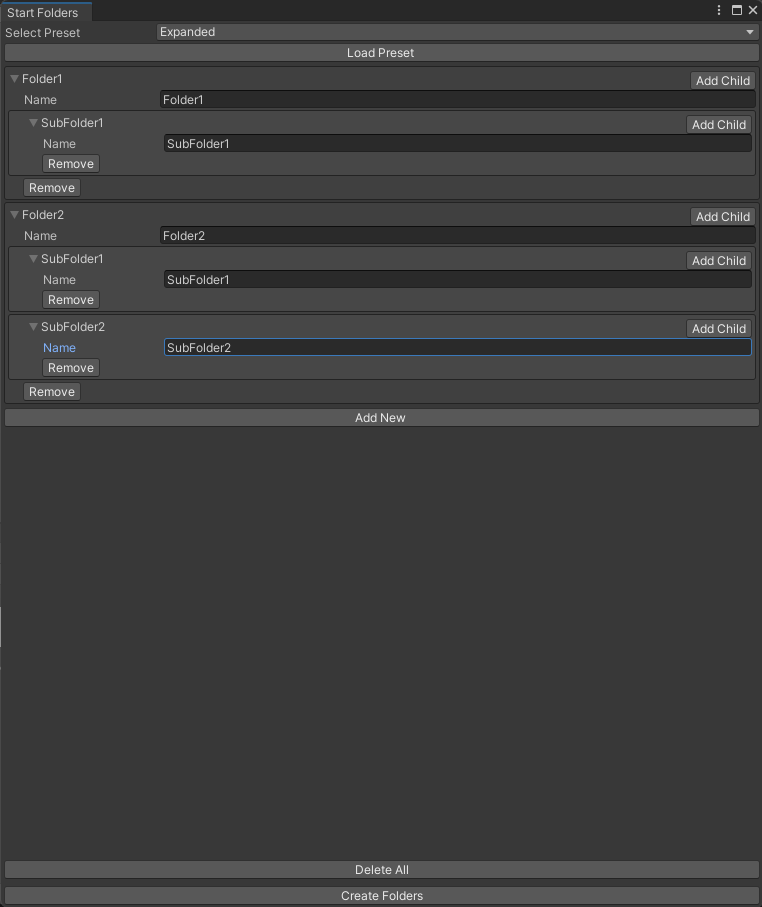 Start Folders
Select Preset Expanded
Load Preset
Folder1 Add Child
Name Folder1
SubFolder1 Add Child
Name SubFolder1
Remove
Remove
Folder2 Add Child
Name Folder2
SubFolder1 Add Child
Name SubFolder1
Remove
SubFolder2 Add Child
Name SubFolder2
Remove
Remove
Add New
Delete All
Create Folders